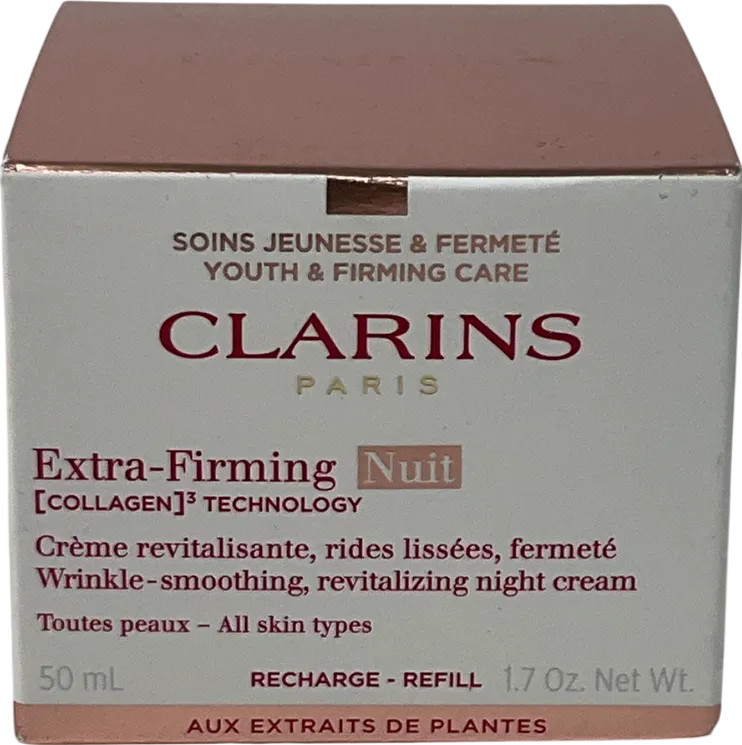 SOINS JEUNESSE & FERMETÉ
YOUTH & FIRMING CARE
CLARINS
PARIS
Extra-Firming Nuit
[COLLAGEN]³ TECHNOLOGY
Crème revitalisante, rides lissées, fermeté
Wrinkle-smoothing, revitalizing night cream
Toutes peaux – All skin types
50 mL RECHARGE - REFILL 1.7 Oz. Net Wt.
AUX EXTRAITS DE PLANTES